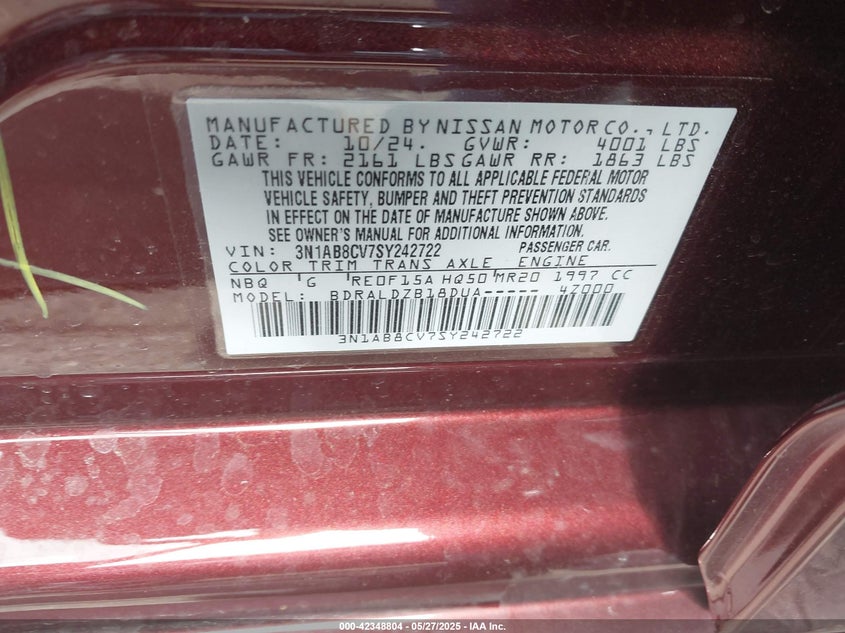 MANUFACTURED BY NISSAN MOTOR CO., LTD.
DATE: 10/24. GVWR: 4001 LBS
GAWR FR: 2161 LBS GAWR RR: 1863 LBS
THIS VEHICLE CONFORMS TO ALL APPLICABLE FEDERAL MOTOR
VEHICLE SAFETY, BUMPER AND THEFT PREVENTION STANDARDS
IN EFFECT ON THE DATE OF MANUFACTURE SHOWN ABOVE.
SEE OWNER'S MANUAL FOR ADDITIONAL INFORMATION.
VIN: 3N1AB8CV7SY242722 PASSENGER CAR.
COLOR TRIM TRANS AXLE ENGINE
NBQ G RE0F15A HQ50 MR20 1997 CC
MODEL: BDRALDZB18DUA----- 47000
3N1AB8CV7SY242722
000-42348804 | 05/27/2025 | IAA Inc.